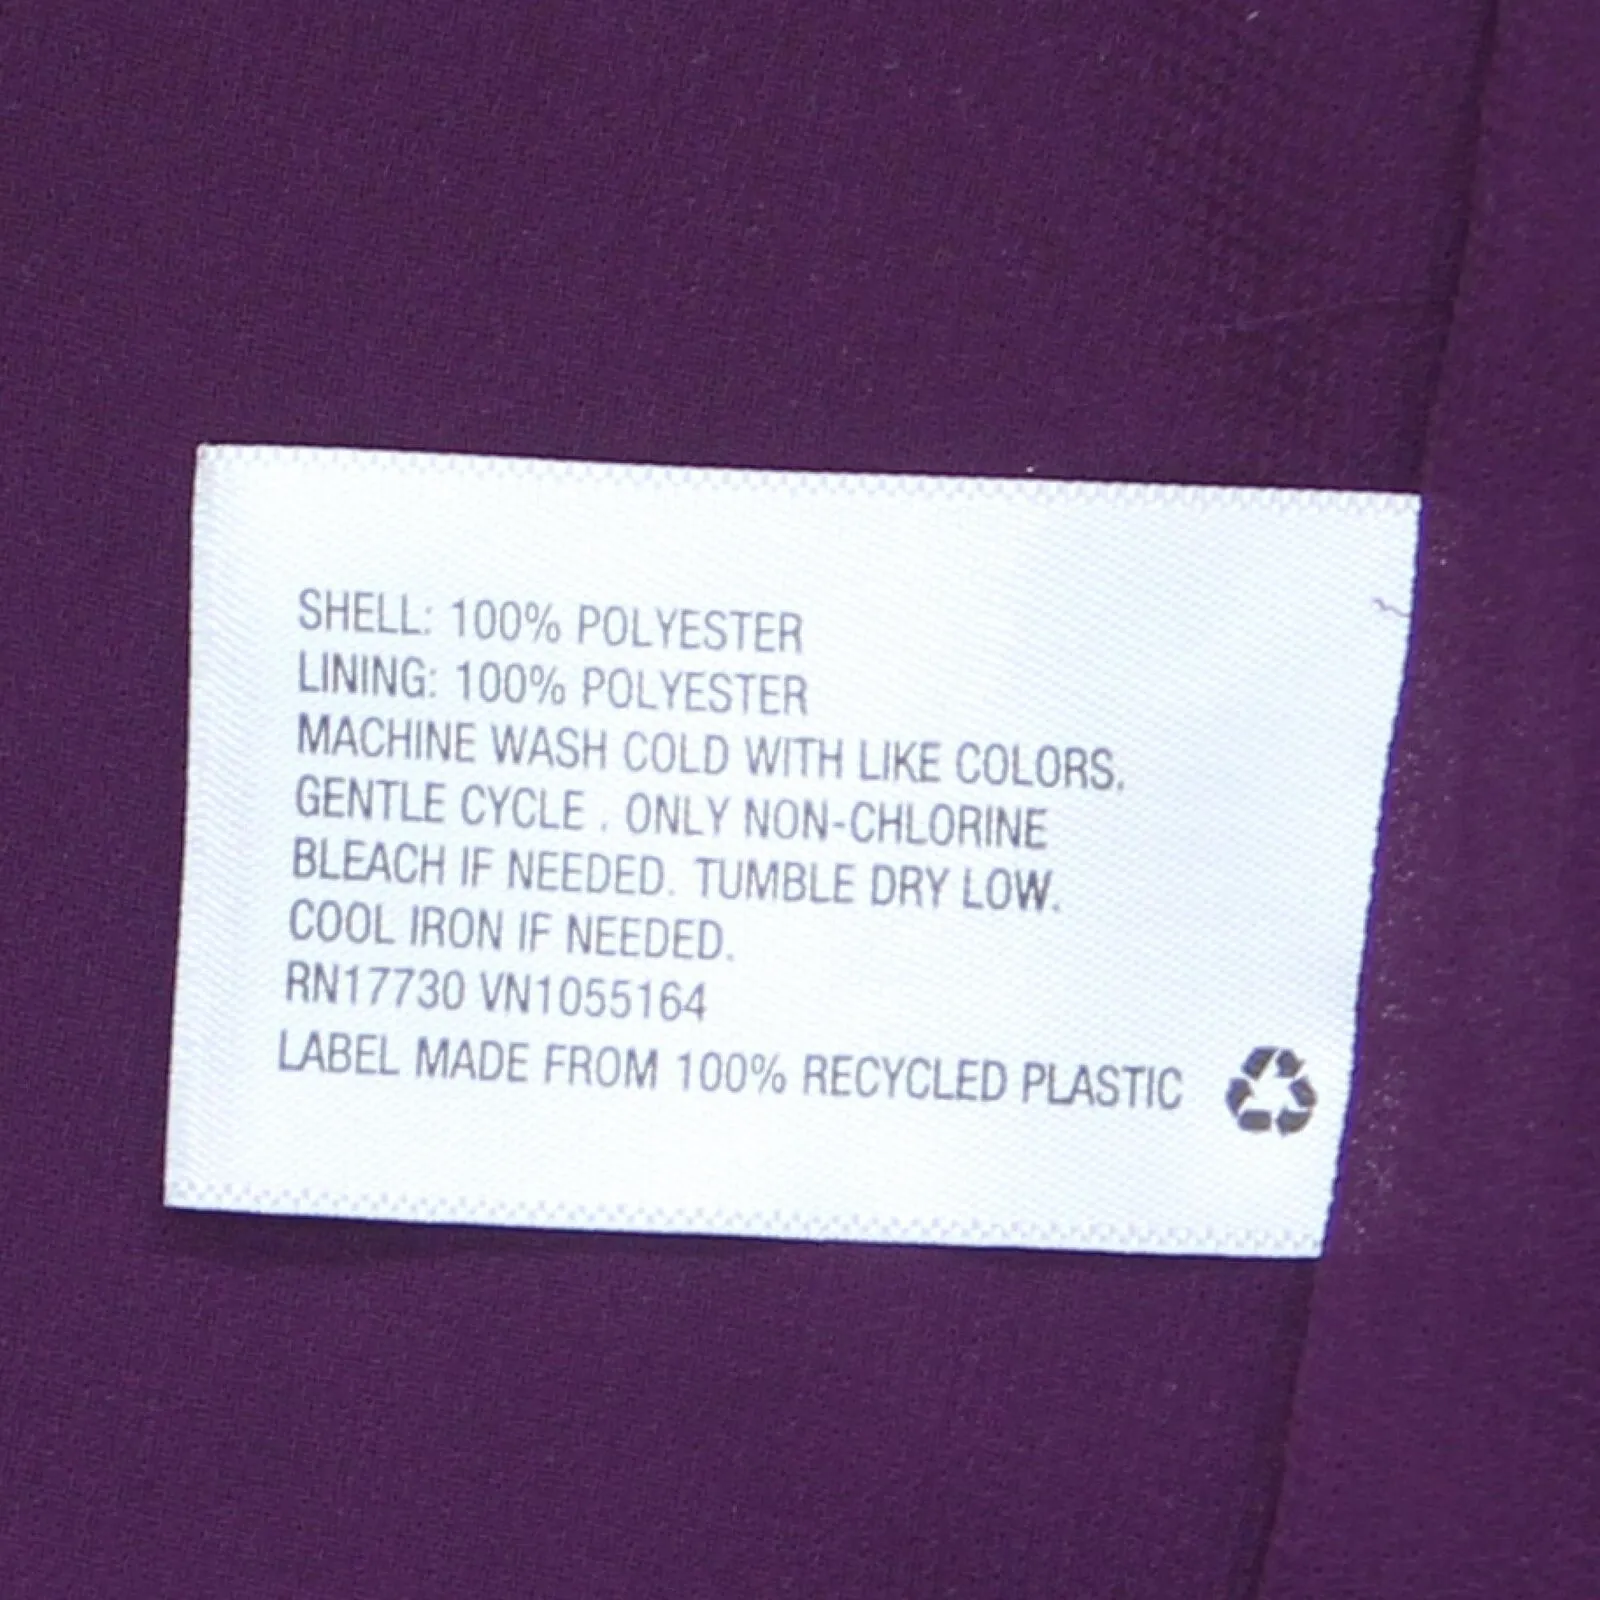 SHELL: 100% POLYESTER
LINING: 100% POLYESTER
MACHINE WASH COLD WITH LIKE COLORS.
GENTLE CYCLE . ONLY NON-CHLORINE
BLEACH IF NEEDED. TUMBLE DRY LOW.
COOL IRON IF NEEDED.
RN17730 VN1055164
LABEL MADE FROM 100% RECYCLED PLASTIC